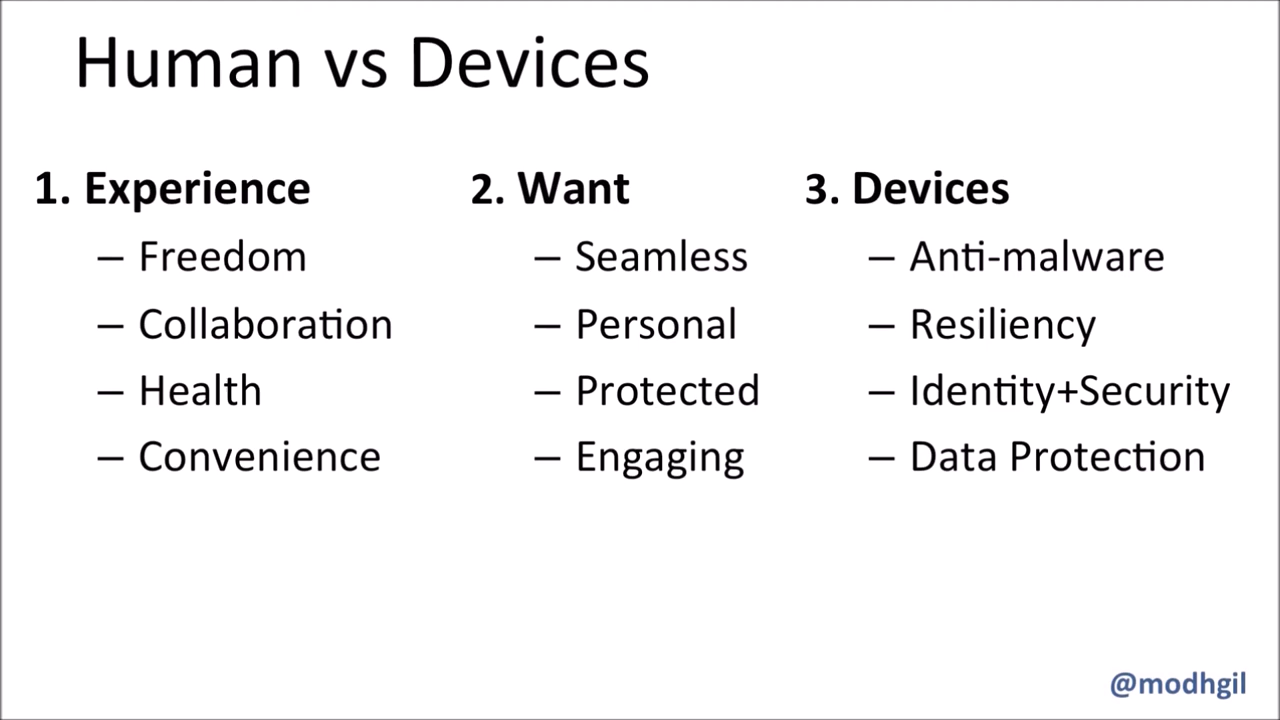 Human vs Devices
1. Experience
– Freedom
– Collaboration
– Health
– Convenience
2. Want
– Seamless
– Personal
– Protected
– Engaging
3. Devices
– Anti-malware
– Resiliency
– Identity+Security
– Data Protection
@modhgil